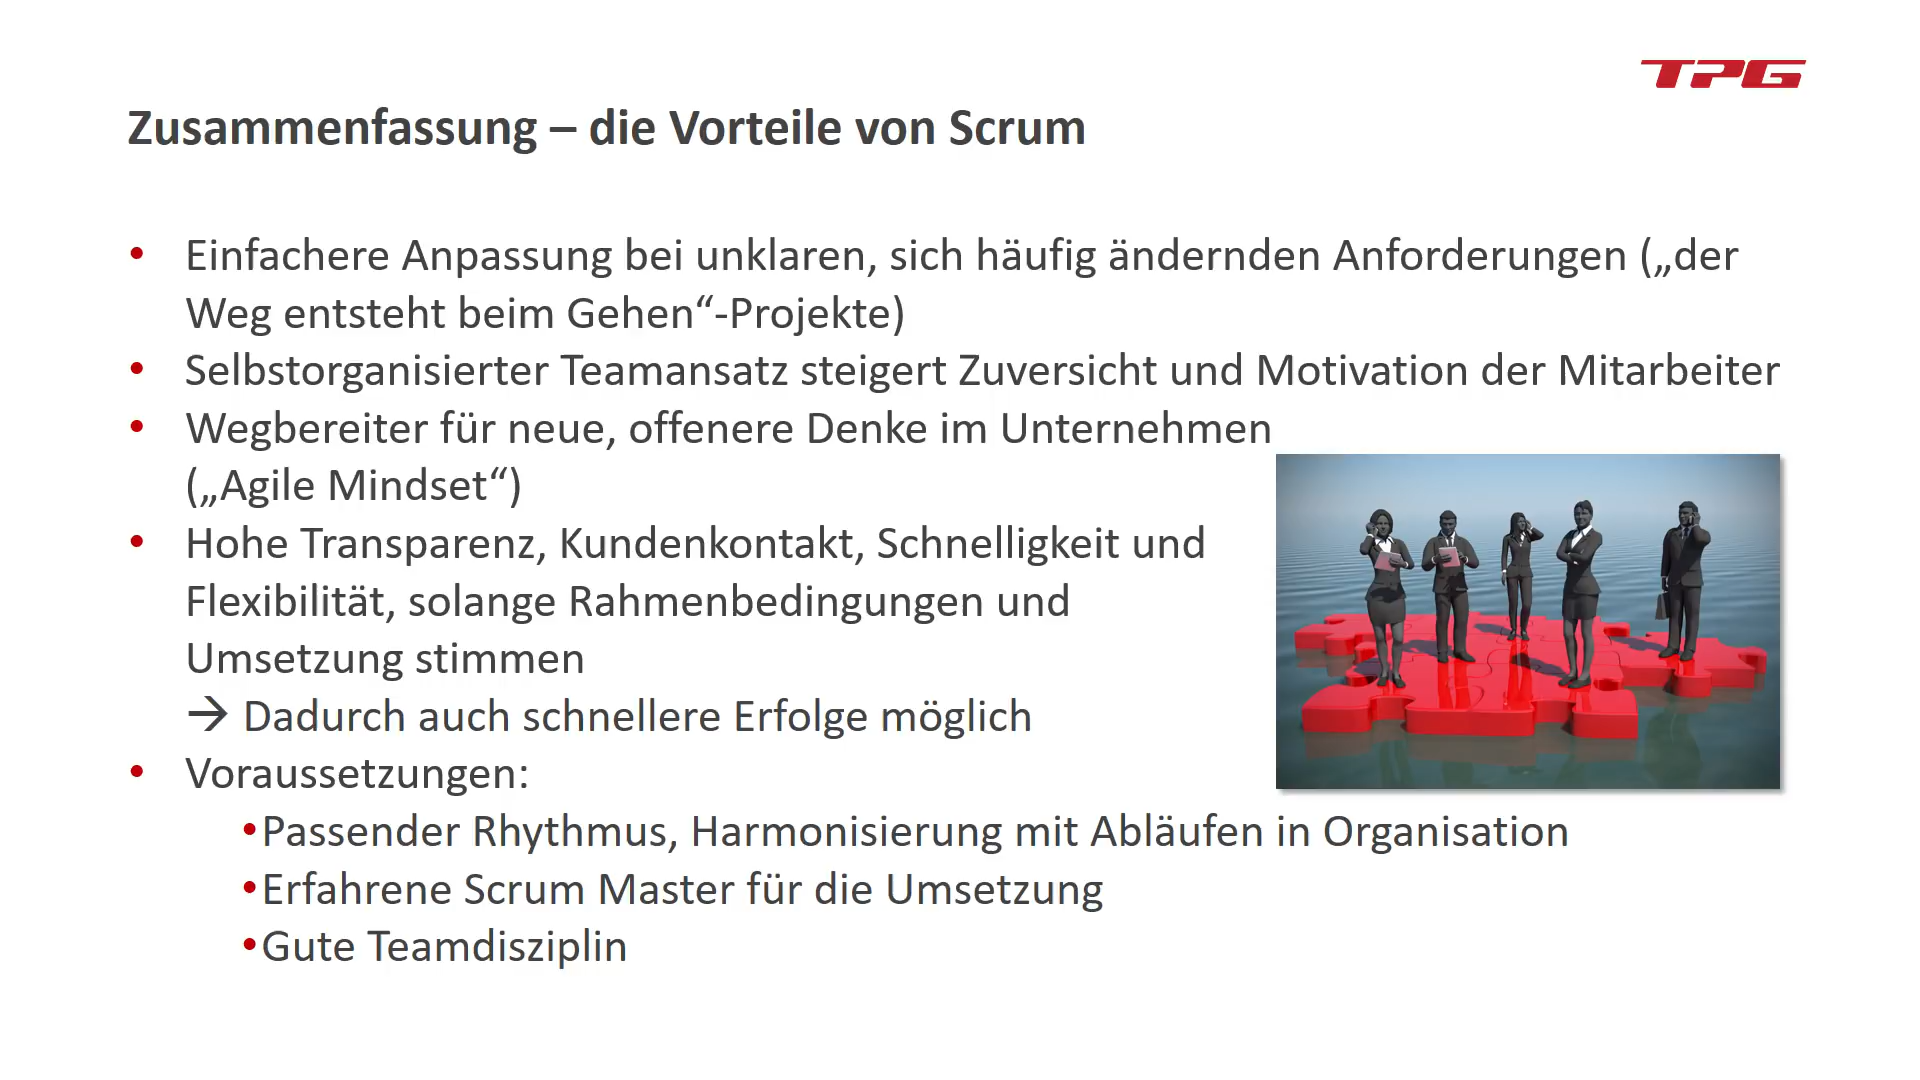 TPG
Zusammenfassung – die Vorteile von Scrum
• Einfachere Anpassung bei unklaren, sich häufig ändernden Anforderungen („der
Weg entsteht beim Gehen“-Projekte)
• Selbstorganisierter Teamansatz steigert Zuversicht und Motivation der Mitarbeiter
• Wegbereiter für neue, offenere Denke im Unternehmen
(„Agile Mindset“)
• Hohe Transparenz, Kundenkontakt, Schnelligkeit und
Flexibilität, solange Rahmenbedingungen und
Umsetzung stimmen
→ Dadurch auch schnellere Erfolge möglich
• Voraussetzungen:
•Passender Rhythmus, Harmonisierung mit Abläufen in Organisation
•Erfahrene Scrum Master für die Umsetzung
•Gute Teamdisziplin